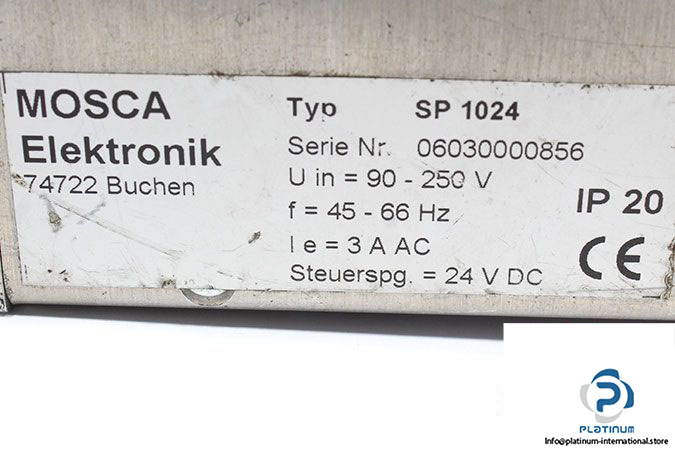 MOSCA
Elektronik
74722 Buchen
Typ SP 1024
Serie Nr. 06030000856
U in = 90 - 250 V
f = 45 - 66 Hz
I e = 3 A AC
Steuerspg. = 24 V DC
IP 20
CE
PLATINUM
Info@platinum-international.store